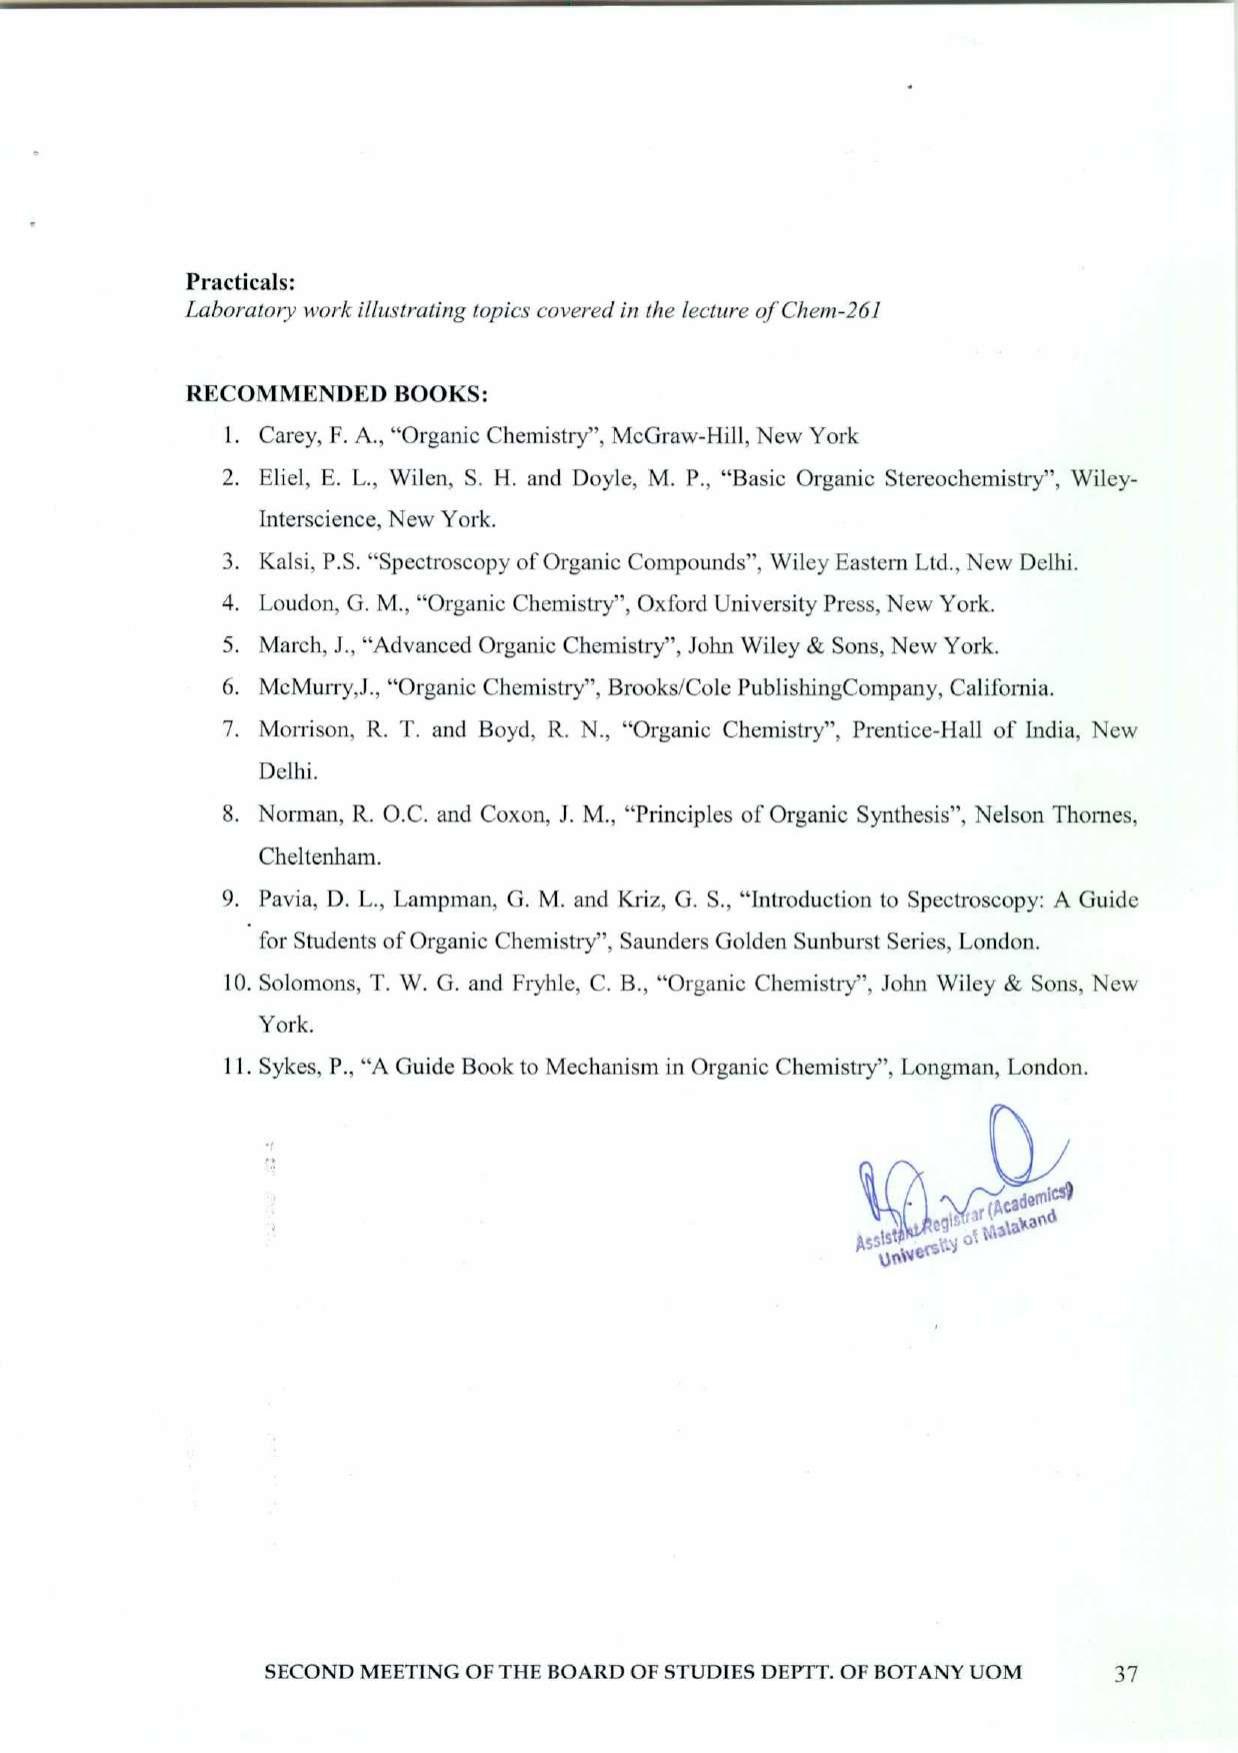 Practicals:
Laboratory work illustrating topics covered in the lecture of Chem-261
RECOMMENDED BOOKS:
1. Carey, F. A., “Organic Chemistry”, McGraw-Hill, New York
2. Eliel, E. L., Wilen, S. H. and Doyle, M. P., “Basic Organic Stereochemistry”, Wiley-
Interscience, New York.
3. Kalsi, P.S. “Spectroscopy of Organic Compounds”, Wiley Eastern Ltd., New Delhi.
4. Loudon, G. M., “Organic Chemistry”, Oxford University Press, New York.
5. March, J., “Advanced Organic Chemistry”, John Wiley & Sons, New York.
6. McMurry,J., “Organic Chemistry”, Brooks/Cole PublishingCompany, California.
7. Morrison, R. T. and Boyd, R. N., “Organic Chemistry”, Prentice-Hall of India, New
Delhi.
8. Norman, R. O.C. and Coxon, J. M., “Principles of Organic Synthesis”, Nelson Thornes,
Cheltenham.
9. Pavia, D. L., Lampman, G. M. and Kriz, G. S., “Introduction to Spectroscopy: A Guide
for Students of Organic Chemistry”, Saunders Golden Sunburst Series, London.
10. Solomons, T. W. G. and Fryhle, C. B., “Organic Chemistry”, John Wiley & Sons, New
York.
11. Sykes, P., “A Guide Book to Mechanism in Organic Chemistry”, Longman, London.
Assistant Registrar (Academics)
University of Malakand
SECOND MEETING OF THE BOARD OF STUDIES DEPTT. OF BOTANY UOM 37